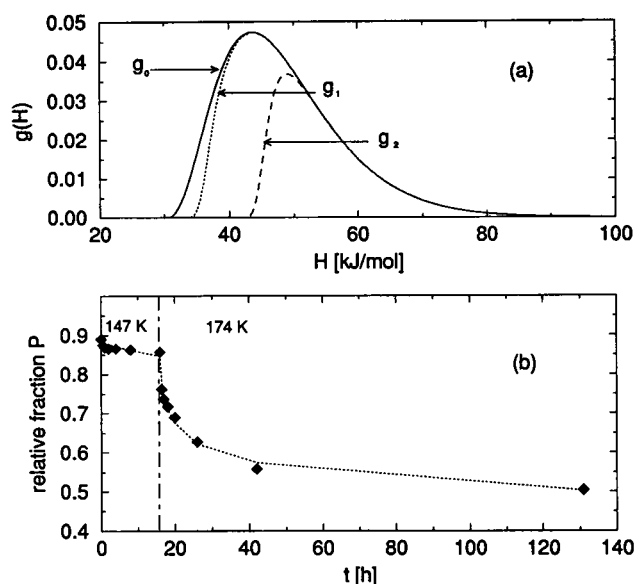 0.05
0.04
0.03
0.02
0.01
0.00
g(H)
g₀
g₁
g₂
(a)
20 40 60 80 100
H [kJ/mol]
0.9
0.8
0.7
0.6
0.5
0.4
relative fraction P
147 K
174 K
(b)
0 20 40 60 80 100 120 140
t [h]